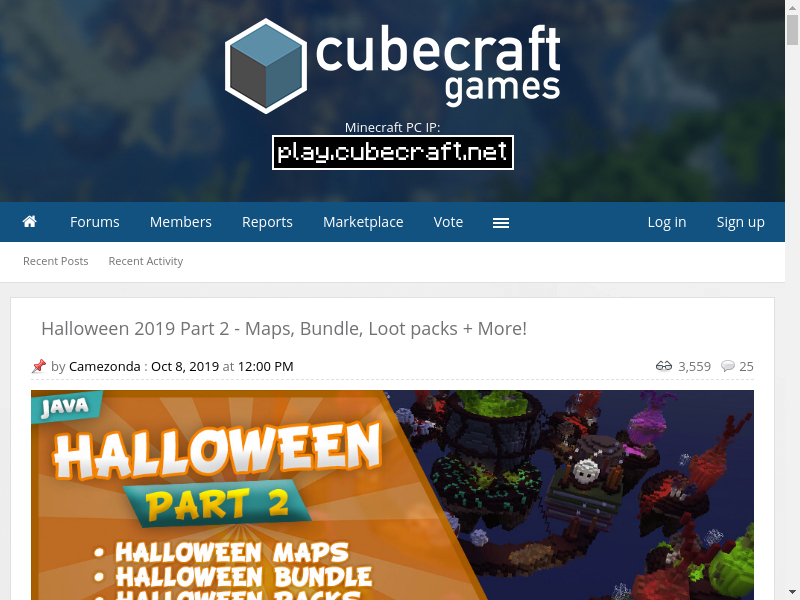 cubecraft
games
Minecraft PC IP:
play.cubecraft.net
Forums Members Reports Marketplace Vote Log in Sign up
Recent Posts Recent Activity
Halloween 2019 Part 2 - Maps, Bundle, Loot packs + More!
by Camezonda : Oct 8, 2019 at 12:00 PM 3,559 25
JAVA
HALLOWEEN
PART 2
• HALLOWEEN MAPS
• HALLOWEEN BUNDLE
• HALLOWEEN PACKS